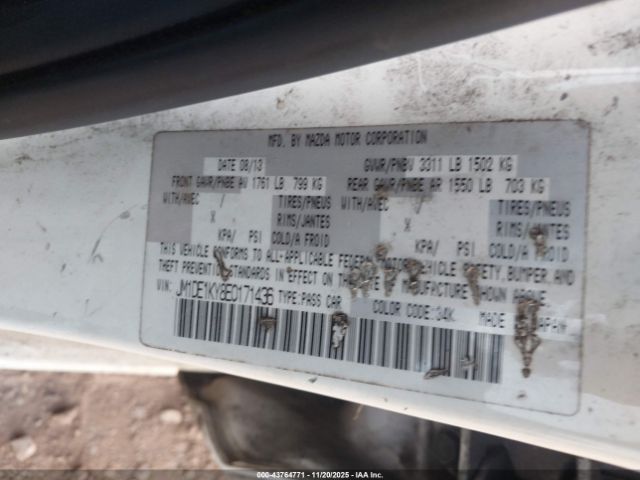 MFD. BY MAZDA MOTOR CORPORATION
DATE 08/13 GVWR/PNBV 3311 LB 1502 KG
FRONT GAWR/PNBE AV 1761 LB 799 KG REAR GAWR/PNBE AR 1550 LB 703 KG
WITH/AVEC / TIRES/PNEUS WITH/AVEC / TIRES/PNEUS
X RIMS/JANTES X RIMS/JANTES
KPA/ PSI COLD/A FROID KPA/ PSI COLD/A FROID
THIS VEHICLE CONFORMS TO ALL APPLICABLE FEDERAL VEHICLE SAFETY, BUMPER, AND
THEFT PREVENTION STANDARDS IN EFFECT ON THE DATE OF MANUFACTURE SHOWN ABOVE.
VIN: JM1DE1KY8E0171436 TYPE:PASS CAR COLOR CODE:34K MADE JAPAN
000-43764771 - 11/20/2025 - IAA Inc.